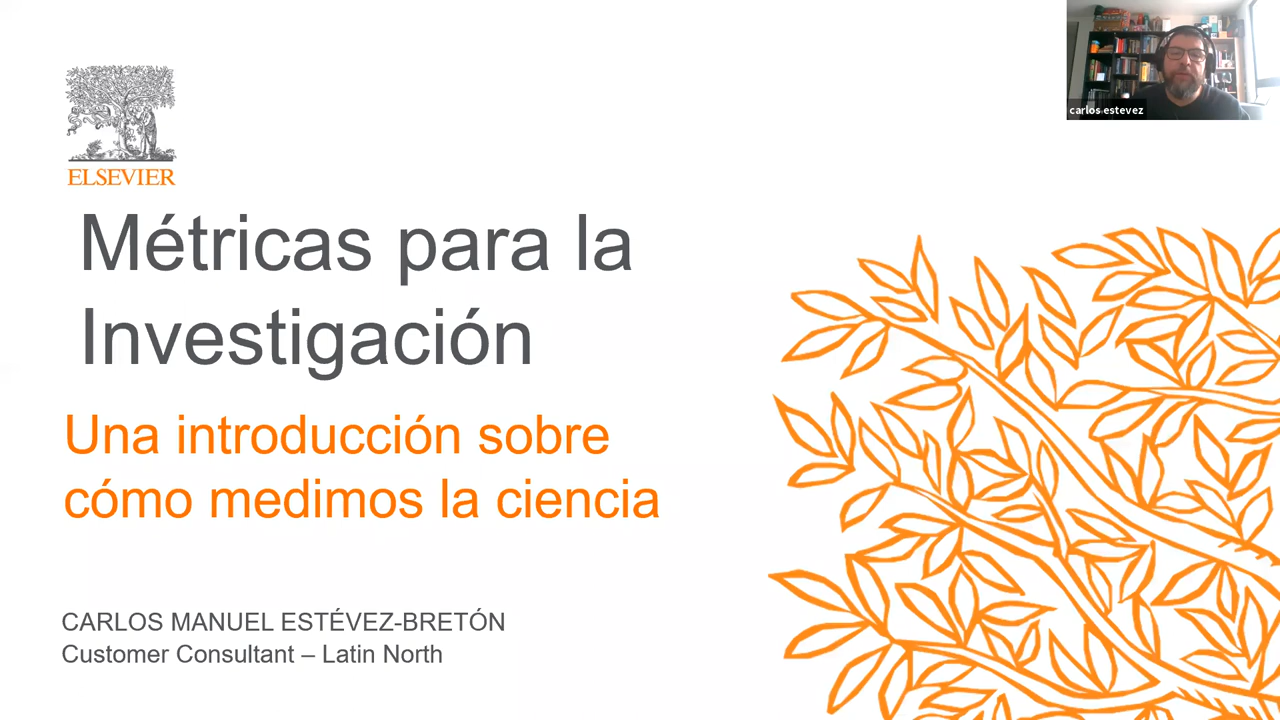 carlos estevez
ELSEVIER
Métricas para la
Investigación
Una introducción sobre
cómo medimos la ciencia
CARLOS MANUEL ESTÉVEZ-BRETÓN
Customer Consultant – Latin North